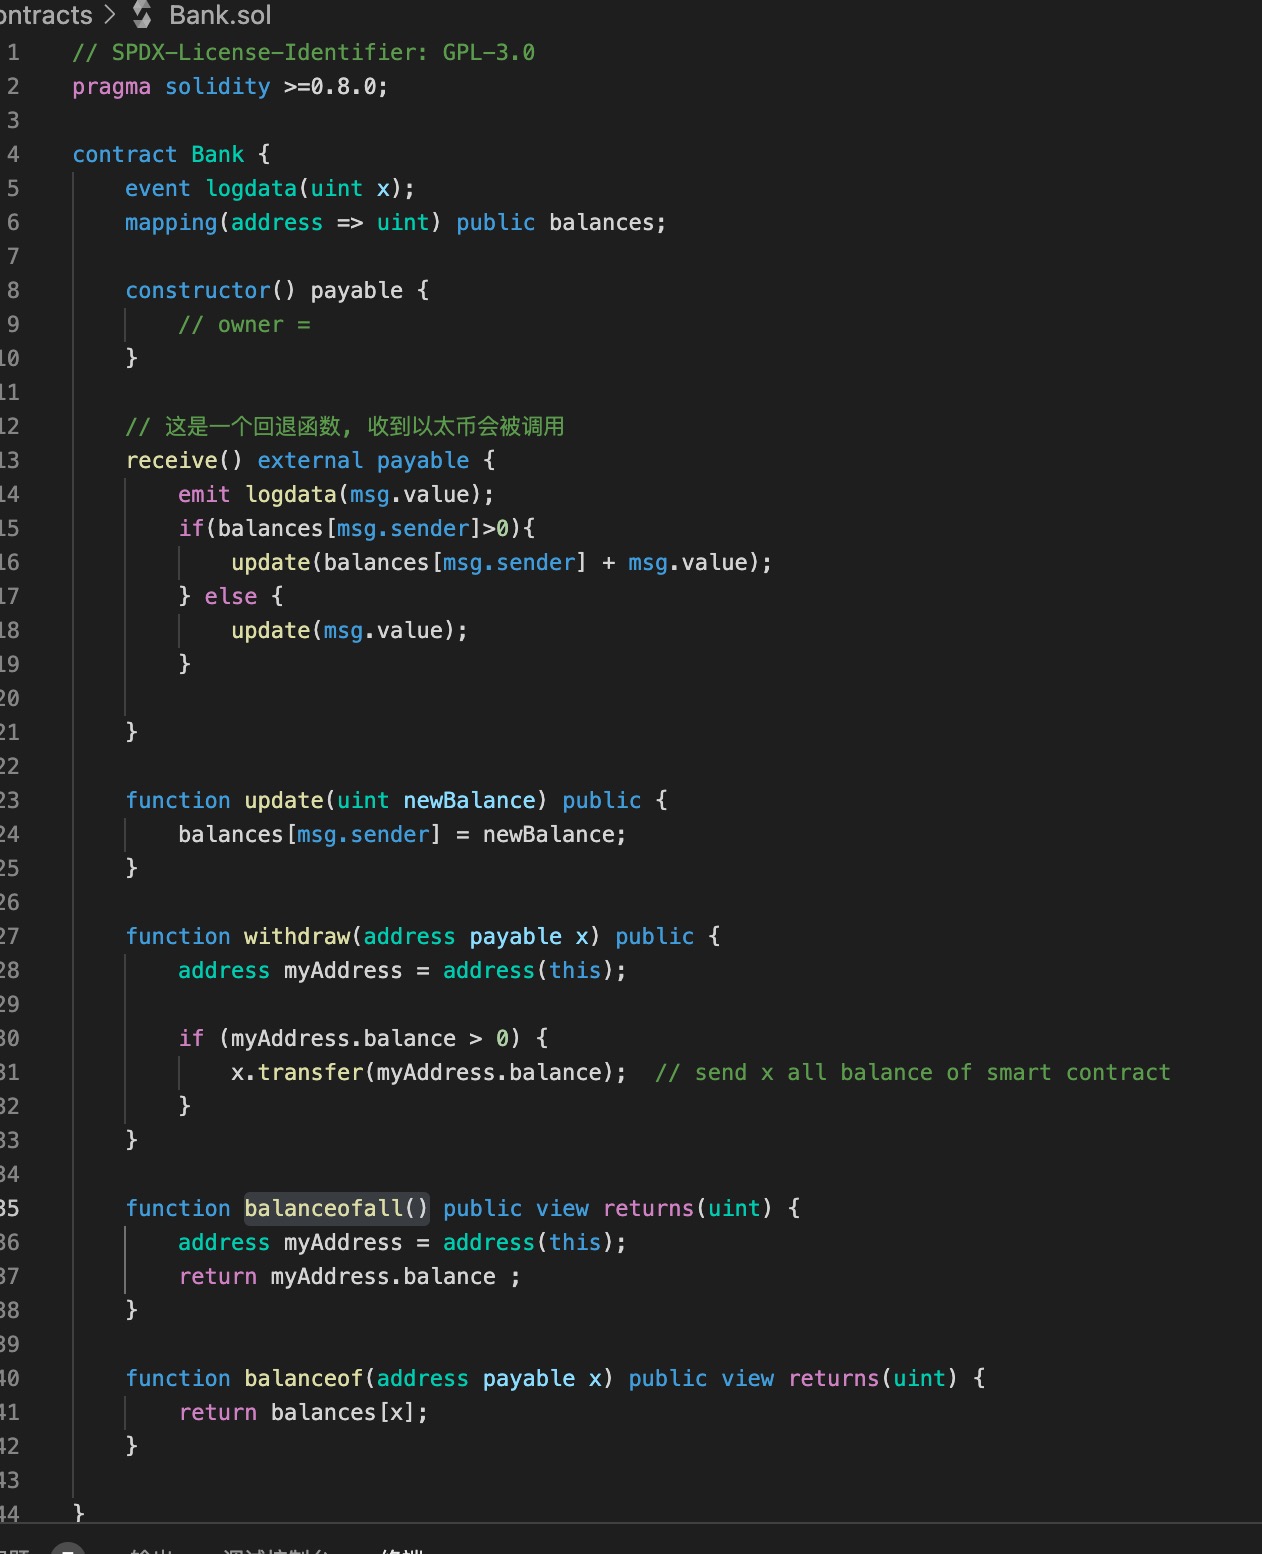 ontracts > Bank.sol
1 // SPDX-License-Identifier: GPL-3.0
2 pragma solidity >=0.8.0;
3
4 contract Bank {
5 event logdata(uint x);
6 mapping(address => uint) public balances;
7
8 constructor() payable {
9 // owner =
10 }
11
12 // 这是一个回退函数, 收到以太币会被调用
13 receive() external payable {
14 emit logdata(msg.value);
15 if(balances[msg.sender]>0){
16 update(balances[msg.sender] + msg.value);
17 } else {
18 update(msg.value);
19 }
20
21 }
22
23 function update(uint newBalance) public {
24 balances[msg.sender] = newBalance;
25 }
26
27 function withdraw(address payable x) public {
28 address myAddress = address(this);
29
30 if (myAddress.balance > 0) {
31 x.transfer(myAddress.balance); // send x all balance of smart contract
32 }
33 }
34
35 function balanceofall() public view returns(uint) {
36 address myAddress = address(this);
37 return myAddress.balance ;
38 }
39
40 function balanceof(address payable x) public view returns(uint) {
41 return balances[x];
42 }
43
44 }